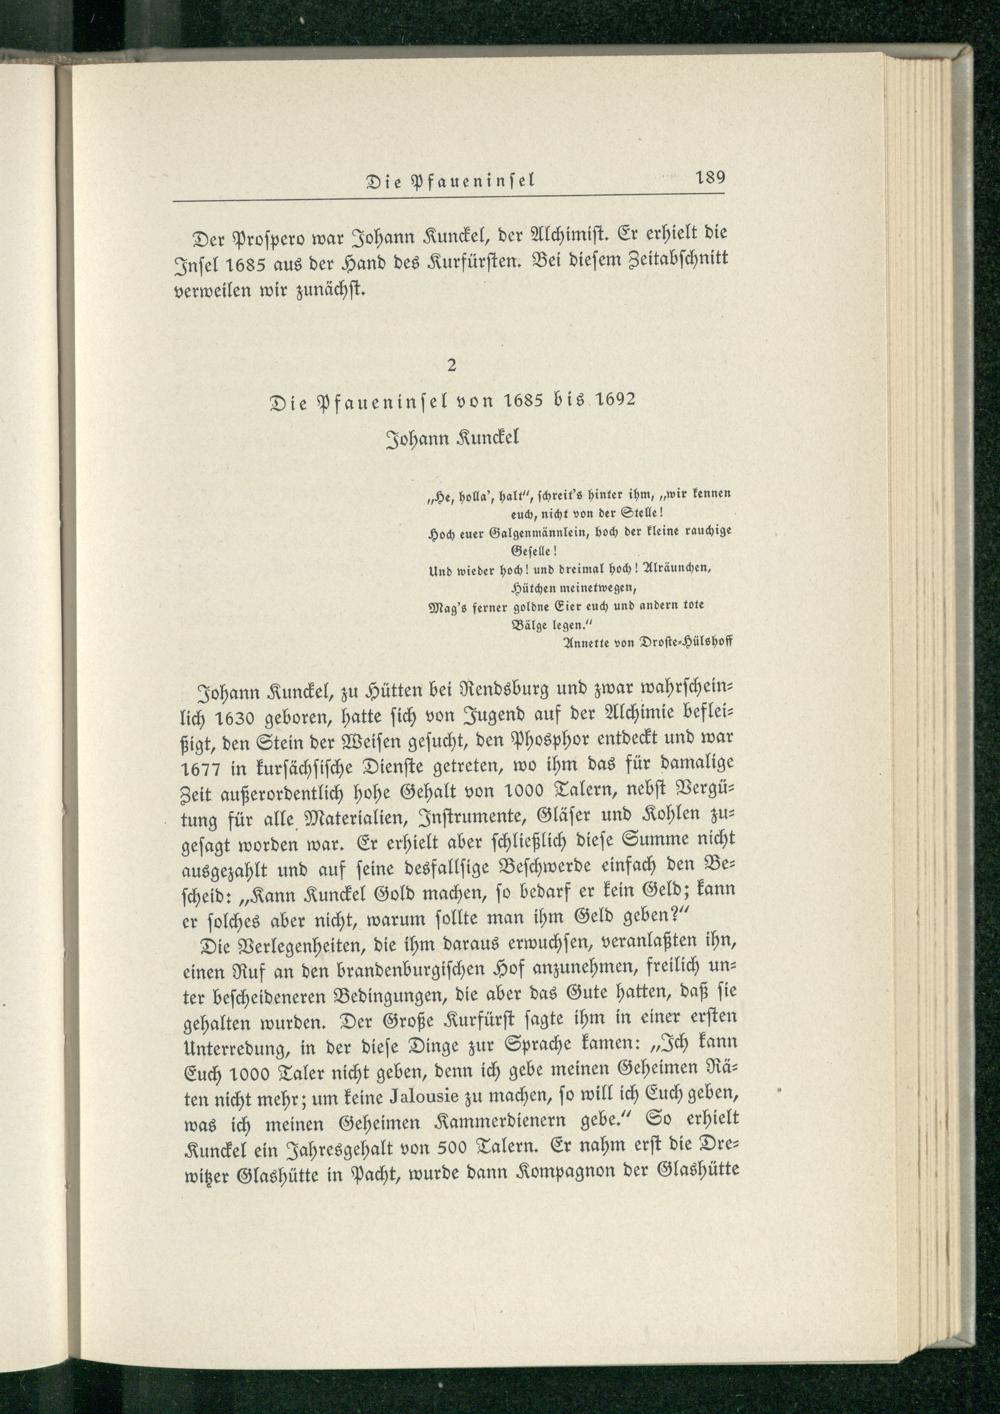 Die Pfaueninsel 189
Der Prospero war Johann Kunckel, der Alchimist. Er erhielt die
Insel 1685 aus der Hand des Kurfürsten. Bei diesem Zeitabschnitt
verweilen wir zunächst.
2
Die Pfaueninsel von 1685 bis 1692
Johann Kunckel
„He, holla’, halt“, schreit’s hinter ihm, „wir kennen
euch, nicht von der Stelle!
Hoch euer Galgenmännlein, hoch der kleine rauchige
Geselle!
Und wieder hoch! und dreimal hoch! Alräunchen,
Hütchen meinetwegen,
Mag’s ferner goldne Eier euch und andern tote
Bälge legen.“
Annette von Droste-Hülshoff
Johann Kunckel, zu Hütten bei Rendsburg und zwar wahrschein-
lich 1630 geboren, hatte sich von Jugend auf der Alchimie beflei-
ßigt, den Stein der Weisen gesucht, den Phosphor entdeckt und war
1677 in kursächsische Dienste getreten, wo ihm das für damalige
Zeit außerordentlich hohe Gehalt von 1000 Talern, nebst Vergü-
tung für alle Materialien, Instrumente, Gläser und Kohlen zu-
gesagt worden war. Er erhielt aber schließlich diese Summe nicht
ausgezahlt und auf seine desfallsige Beschwerde einfach den Be-
scheid: „Kann Kunckel Gold machen, so bedarf er kein Geld; kann
er solches aber nicht, warum sollte man ihm Geld geben?“
Die Verlegenheiten, die ihm daraus erwuchsen, veranlaßten ihn,
einen Ruf an den brandenburgischen Hof anzunehmen, freilich un-
ter bescheideneren Bedingungen, die aber das Gute hatten, daß sie
gehalten wurden. Der Große Kurfürst sagte ihm in einer ersten
Unterredung, in der diese Dinge zur Sprache kamen: „Ich kann
Euch 1000 Taler nicht geben, denn ich gebe meinen Geheimen Rä-
ten nicht mehr; um keine Jalousie zu machen, so will ich Euch geben,
was ich meinen Geheimen Kammerdienern gebe.“ So erhielt
Kunckel ein Jahresgehalt von 500 Talern. Er nahm erst die Dre-
witzer Glashütte in Pacht, wurde dann Kompagnon der Glashütte